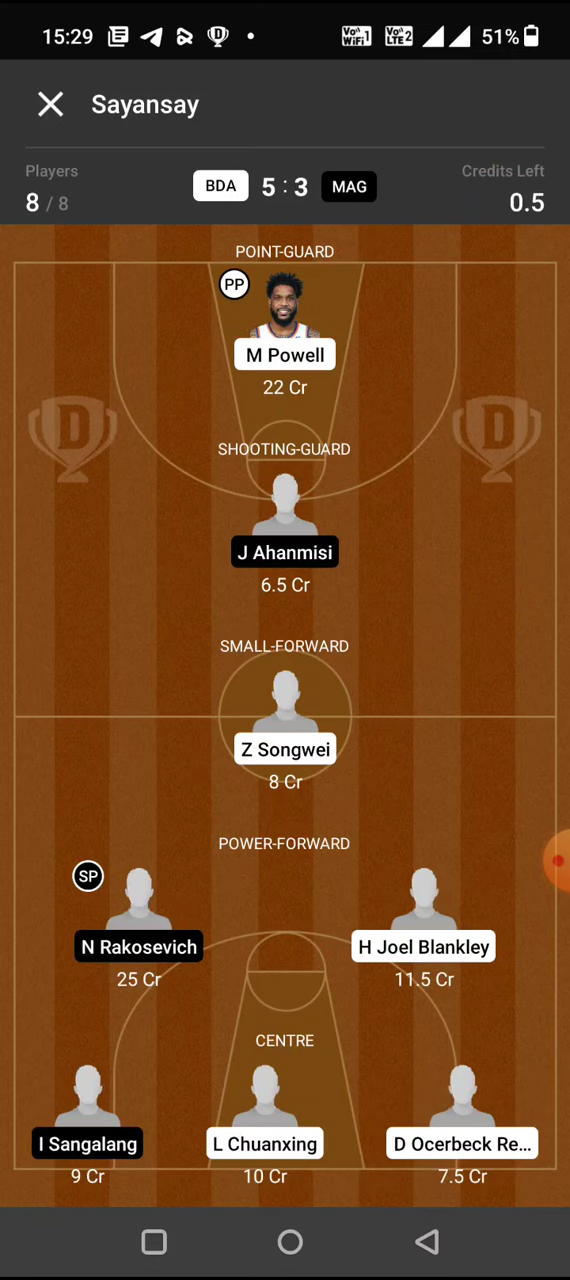 15:29
Vo) WiFi 1
Vo) LTE 2
51%
Sayansay
Players
Credits Left
8 / 8
BDA 5 : 3 MAG
0.5
POINT-GUARD
PP
M Powell
22 Cr
D
D
SHOOTING-GUARD
J Ahanmisi
6.5 Cr
SMALL-FORWARD
Z Songwei
8 Cr
POWER-FORWARD
SP
N Rakosevich
H Joel Blankley
25 Cr
11.5 Cr
CENTRE
I Sangalang
L Chuanxing
D Ocerbeck Re...
9 Cr
10 Cr
7.5 Cr